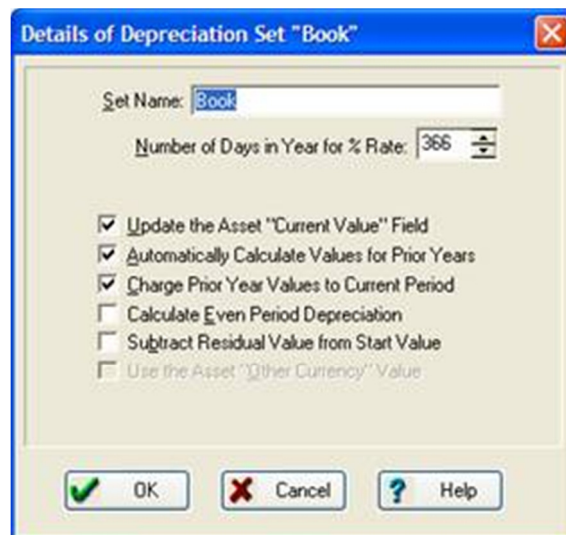 Details of Depreciation Set "Book"
Set Name: Book
Number of Days in Year for % Rate: 366
Update the Asset "Current Value" Field
Automatically Calculate Values for Prior Years
Charge Prior Year Values to Current Period
Calculate Even Period Depreciation
Subtract Residual Value from Start Value
Use the Asset "Other Currency" Value
OK Cancel Help